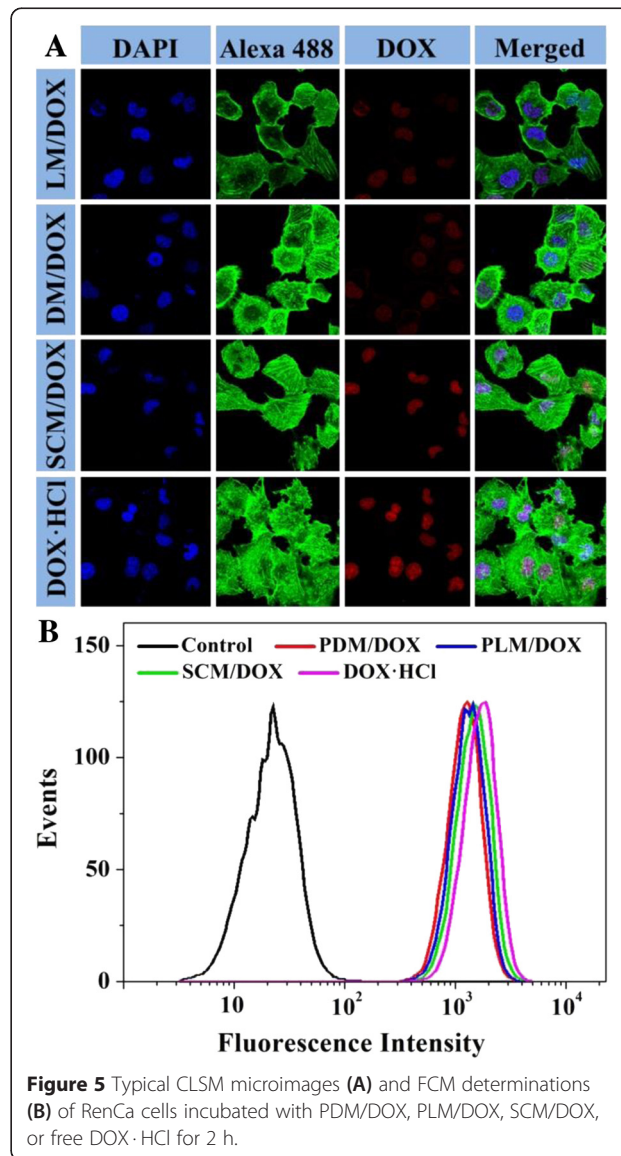 A
DAPI Alexa 488 DOX Merged
LM/DOX
DM/DOX
SCM/DOX
DOX·HCl
B
150
Control PDM/DOX PLM/DOX
SCM/DOX DOX·HCl
100
50
0
Events
10 10² 10³ 10⁴
Fluorescence Intensity
Figure 5 Typical CLSM microimages (A) and FCM determinations
(B) of RenCa cells incubated with PDM/DOX, PLM/DOX, SCM/DOX,
or free DOX·HCl for 2 h.